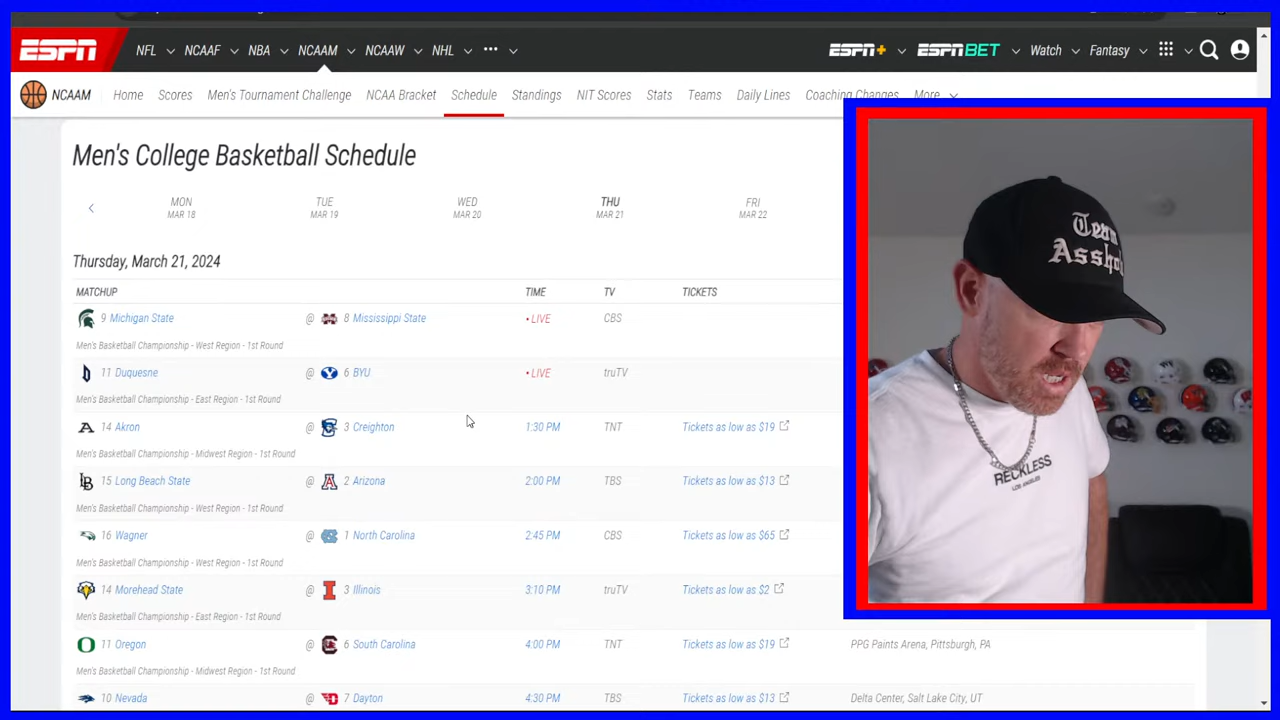 ESPN NFL NCAAF NBA NCAAM NCAAW NHL ••• ESPN+ ESPN BET Watch Fantasy
NCAAM Home Scores Men's Tournament Challenge NCAA Bracket Schedule Standings NIT Scores Stats Teams Daily Lines Coaching Changes More
Men's College Basketball Schedule
MON TUE WED THU FRI
MAR 18 MAR 19 MAR 20 MAR 21 MAR 22
Thursday, March 21, 2024
MATCHUP TIME TV TICKETS
9 Michigan State @ 8 Mississippi State • LIVE CBS
Men's Basketball Championship - West Region - 1st Round
11 Duquesne @ 6 BYU • LIVE truTV
Men's Basketball Championship - East Region - 1st Round
14 Akron @ 3 Creighton 1:30 PM TNT Tickets as low as $19
Men's Basketball Championship - Midwest Region - 1st Round
15 Long Beach State @ 2 Arizona 2:00 PM TBS Tickets as low as $13
Men's Basketball Championship - West Region - 1st Round
16 Wagner @ 1 North Carolina 2:45 PM CBS Tickets as low as $65
Men's Basketball Championship - West Region - 1st Round
14 Morehead State @ 3 Illinois 3:10 PM truTV Tickets as low as $2
Men's Basketball Championship - East Region - 1st Round
11 Oregon @ 6 South Carolina 4:00 PM TNT Tickets as low as $19 PPG Paints Arena, Pittsburgh, PA
Men's Basketball Championship - Midwest Region - 1st Round
10 Nevada @ 7 Dayton 4:30 PM TBS Tickets as low as $13 Delta Center, Salt Lake City, UT
Team
RECKLESS
LOS ANGELES